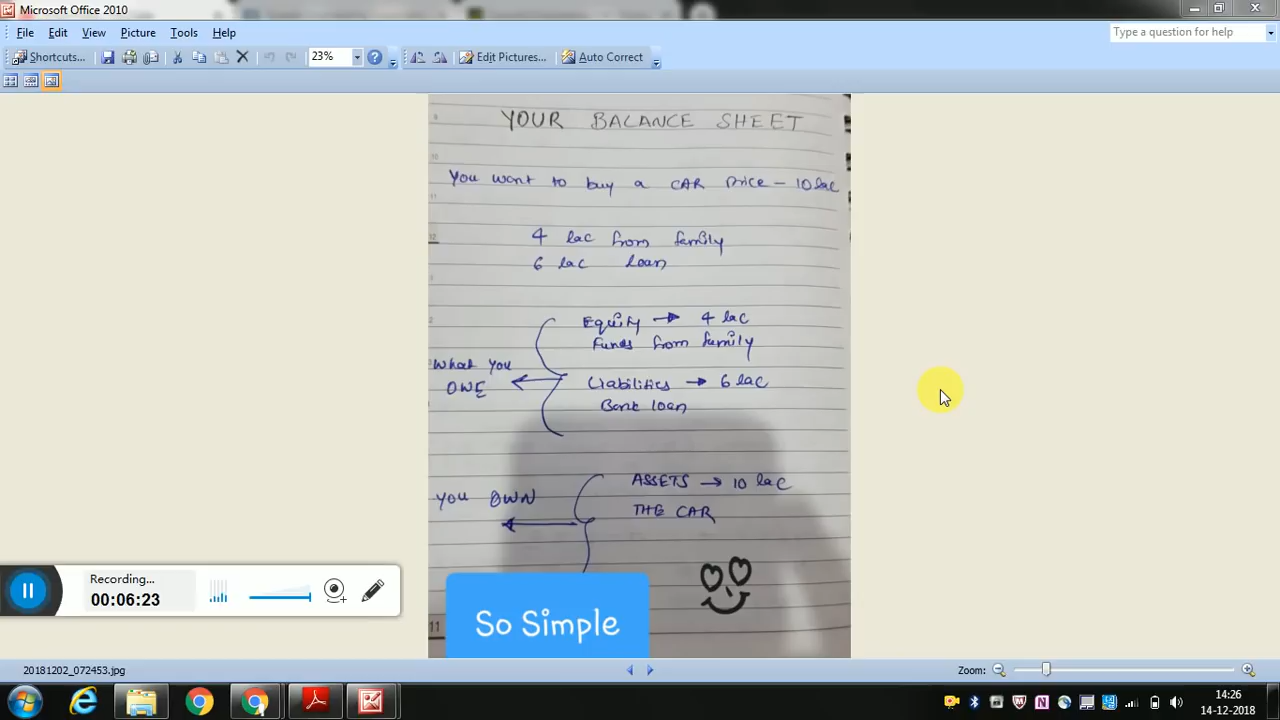 Microsoft Office 2010
File Edit View Picture Tools Help
Type a question for help
Shortcuts... 23% Edit Pictures... Auto Correct
YOUR BALANCE SHEET
You want to buy a CAR Price - 10 lac
4 lac from family
6 lac loan
Equity → 4 lac
Funds from family
What you
OWE
Liabilities → 6 lac
Bank loan
YOU OWN
ASSETS → 10 lac
THE CAR
So Simple
11
Recording...
00:06:23
20181202_072453.jpg
Zoom:
14:26
14-12-2018